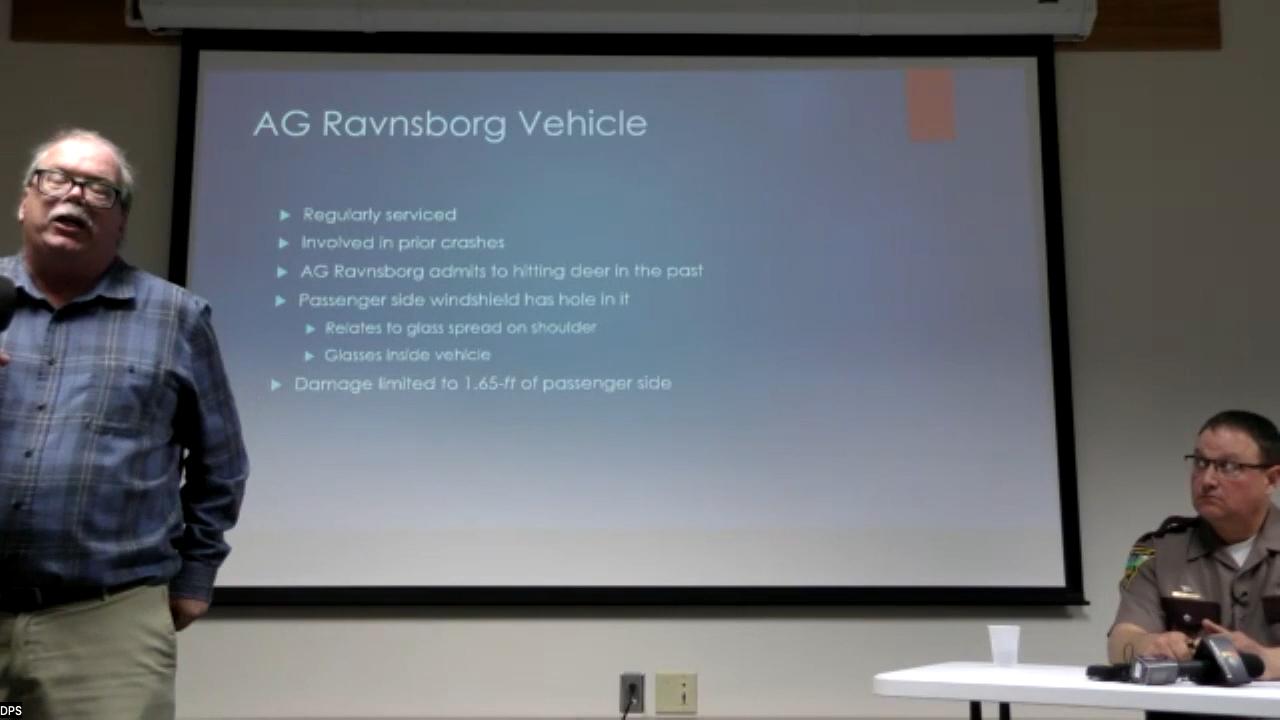 AG Ravnsborg Vehicle
Regularly serviced
Involved in prior crashes
AG Ravnsborg admits to hitting deer in the past
Passenger side windshield has hole in it
Relates to glass spread on shoulder
Glasses inside vehicle
Damage limited to 1.65-ft of passenger side
DPS